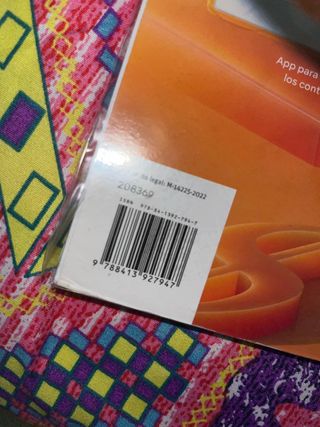 App para
los cont
legal: M-14225-2022
208369
ISBN 978-84-1392-794-7
9 788413 927947